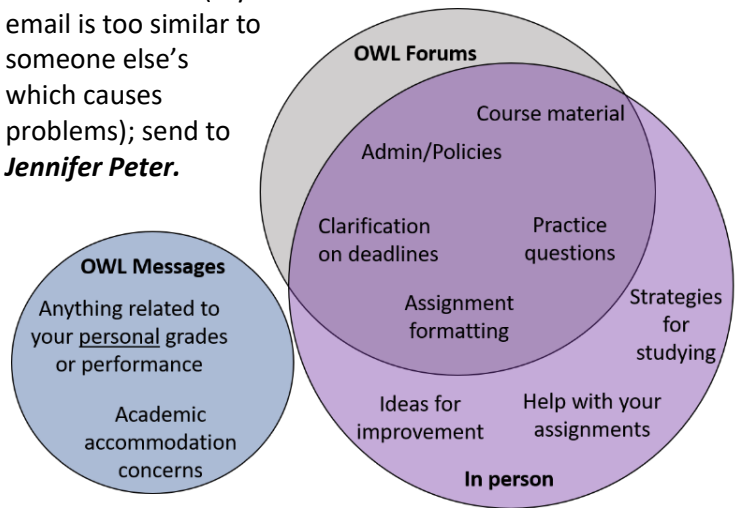 email is too similar to
someone else's
which causes
problems); send to
Jennifer Peter.
OWL Forums
Course material
Admin/Policies
Clarification
on deadlines
Practice
questions
Assignment
formatting
Strategies
for
studying
Ideas for
improvement
Help with your
assignments
In person
OWL Messages
Anything related to
your personal grades
or performance
Academic
accommodation
concerns